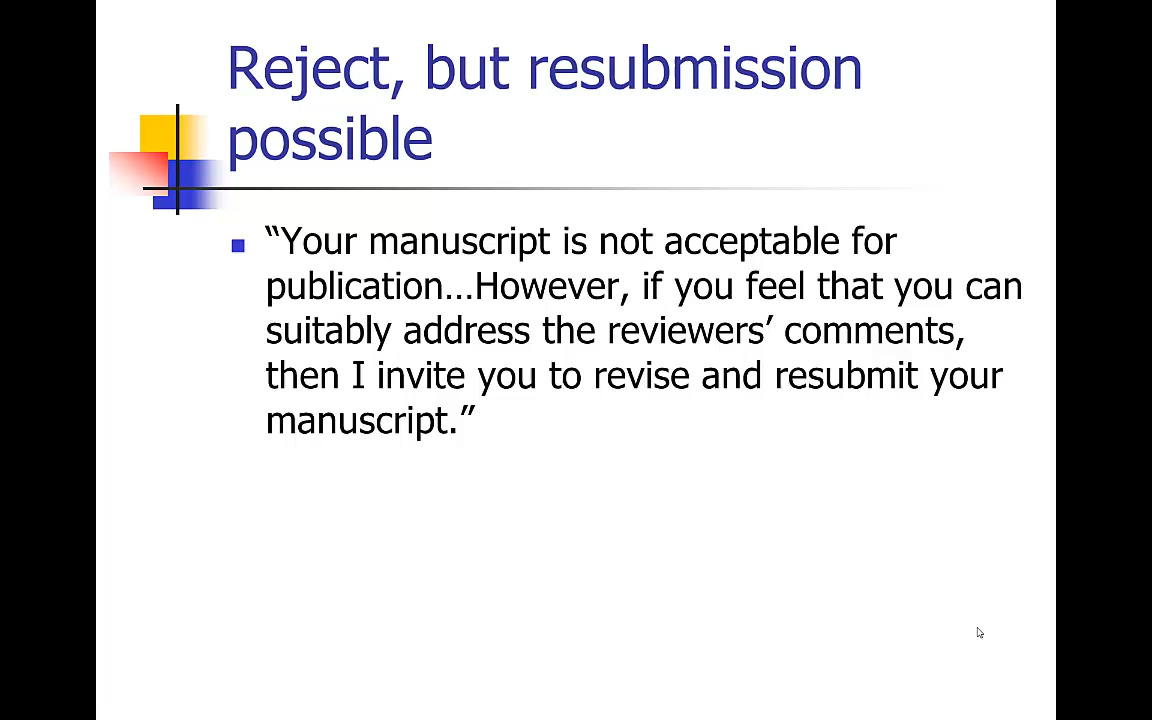 Reject, but resubmission
possible
“Your manuscript is not acceptable for
publication…However, if you feel that you can
suitably address the reviewers’ comments,
then I invite you to revise and resubmit your
manuscript.”